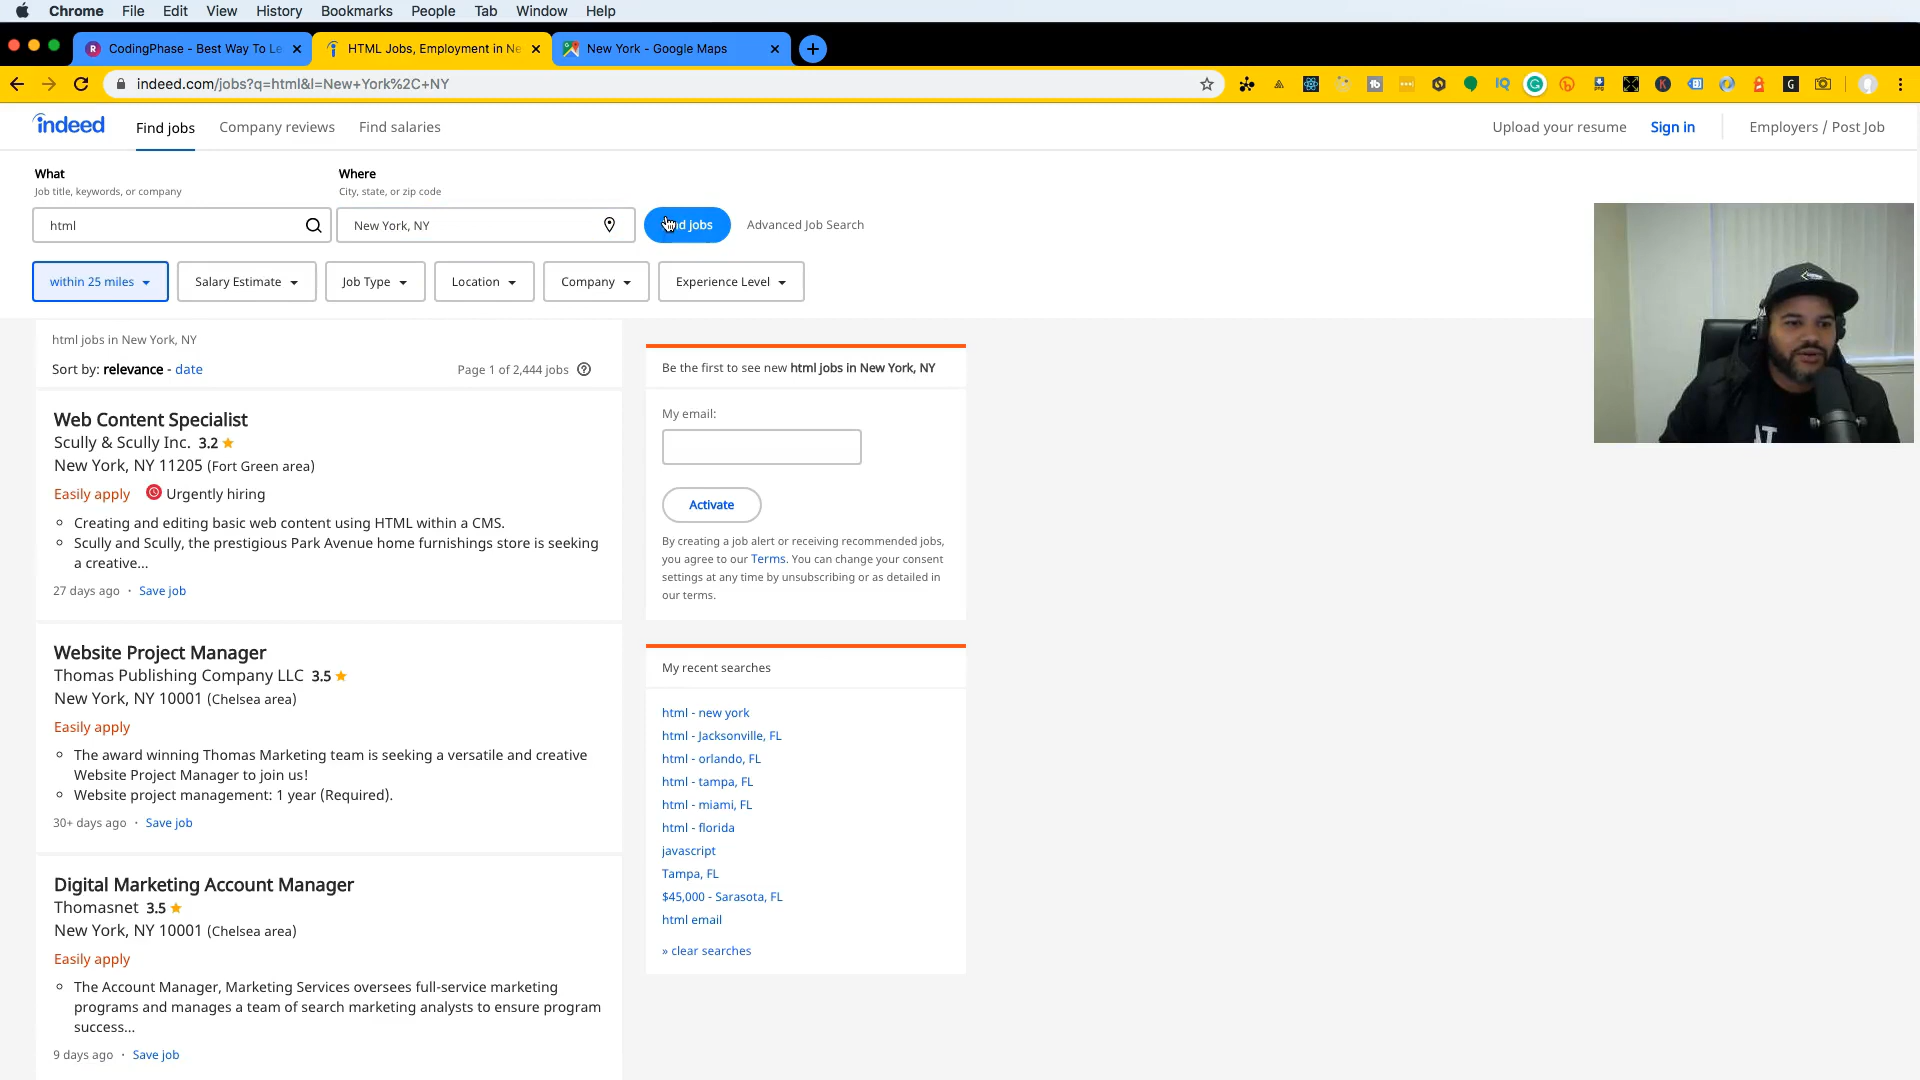 Chrome File Edit View History Bookmarks People Tab Window Help
CodingPhase - Best Way To Le
HTML Jobs, Employment in Ne
New York - Google Maps
indeed.com/jobs?q=html&l=New+York%2C+NY
indeed
Find jobs
Company reviews
Find salaries
Upload your resume
Sign in
Employers / Post Job
What
Job title, keywords, or company
Where
City, state, or zip code
html
New York, NY
jobs
Advanced Job Search
within 25 miles
Salary Estimate
Job Type
Location
Company
Experience Level
html jobs in New York, NY
Sort by: relevance - date
Page 1 of 2,444 jobs
Web Content Specialist
Scully & Scully Inc. 3.2
New York, NY 11205 (Fort Green area)
Easily apply Urgently hiring
Creating and editing basic web content using HTML within a CMS.
Scully and Scully, the prestigious Park Avenue home furnishings store is seeking
a creative...
27 days ago · Save job
Website Project Manager
Thomas Publishing Company LLC 3.5
New York, NY 10001 (Chelsea area)
Easily apply
The award winning Thomas Marketing team is seeking a versatile and creative
Website Project Manager to join us!
Website project management: 1 year (Required).
30+ days ago · Save job
Digital Marketing Account Manager
Thomasnet 3.5
New York, NY 10001 (Chelsea area)
Easily apply
The Account Manager, Marketing Services oversees full-service marketing
programs and manages a team of search marketing analysts to ensure program
success...
9 days ago · Save job
Be the first to see new html jobs in New York, NY
My email:
Activate
By creating a job alert or receiving recommended jobs,
you agree to our Terms. You can change your consent
settings at any time by unsubscribing or as detailed in
our terms.
My recent searches
html - new york
html - Jacksonville, FL
html - orlando, FL
html - tampa, FL
html - miami, FL
html - florida
javascript
Tampa, FL
$45,000 - Sarasota, FL
html email
» clear searches